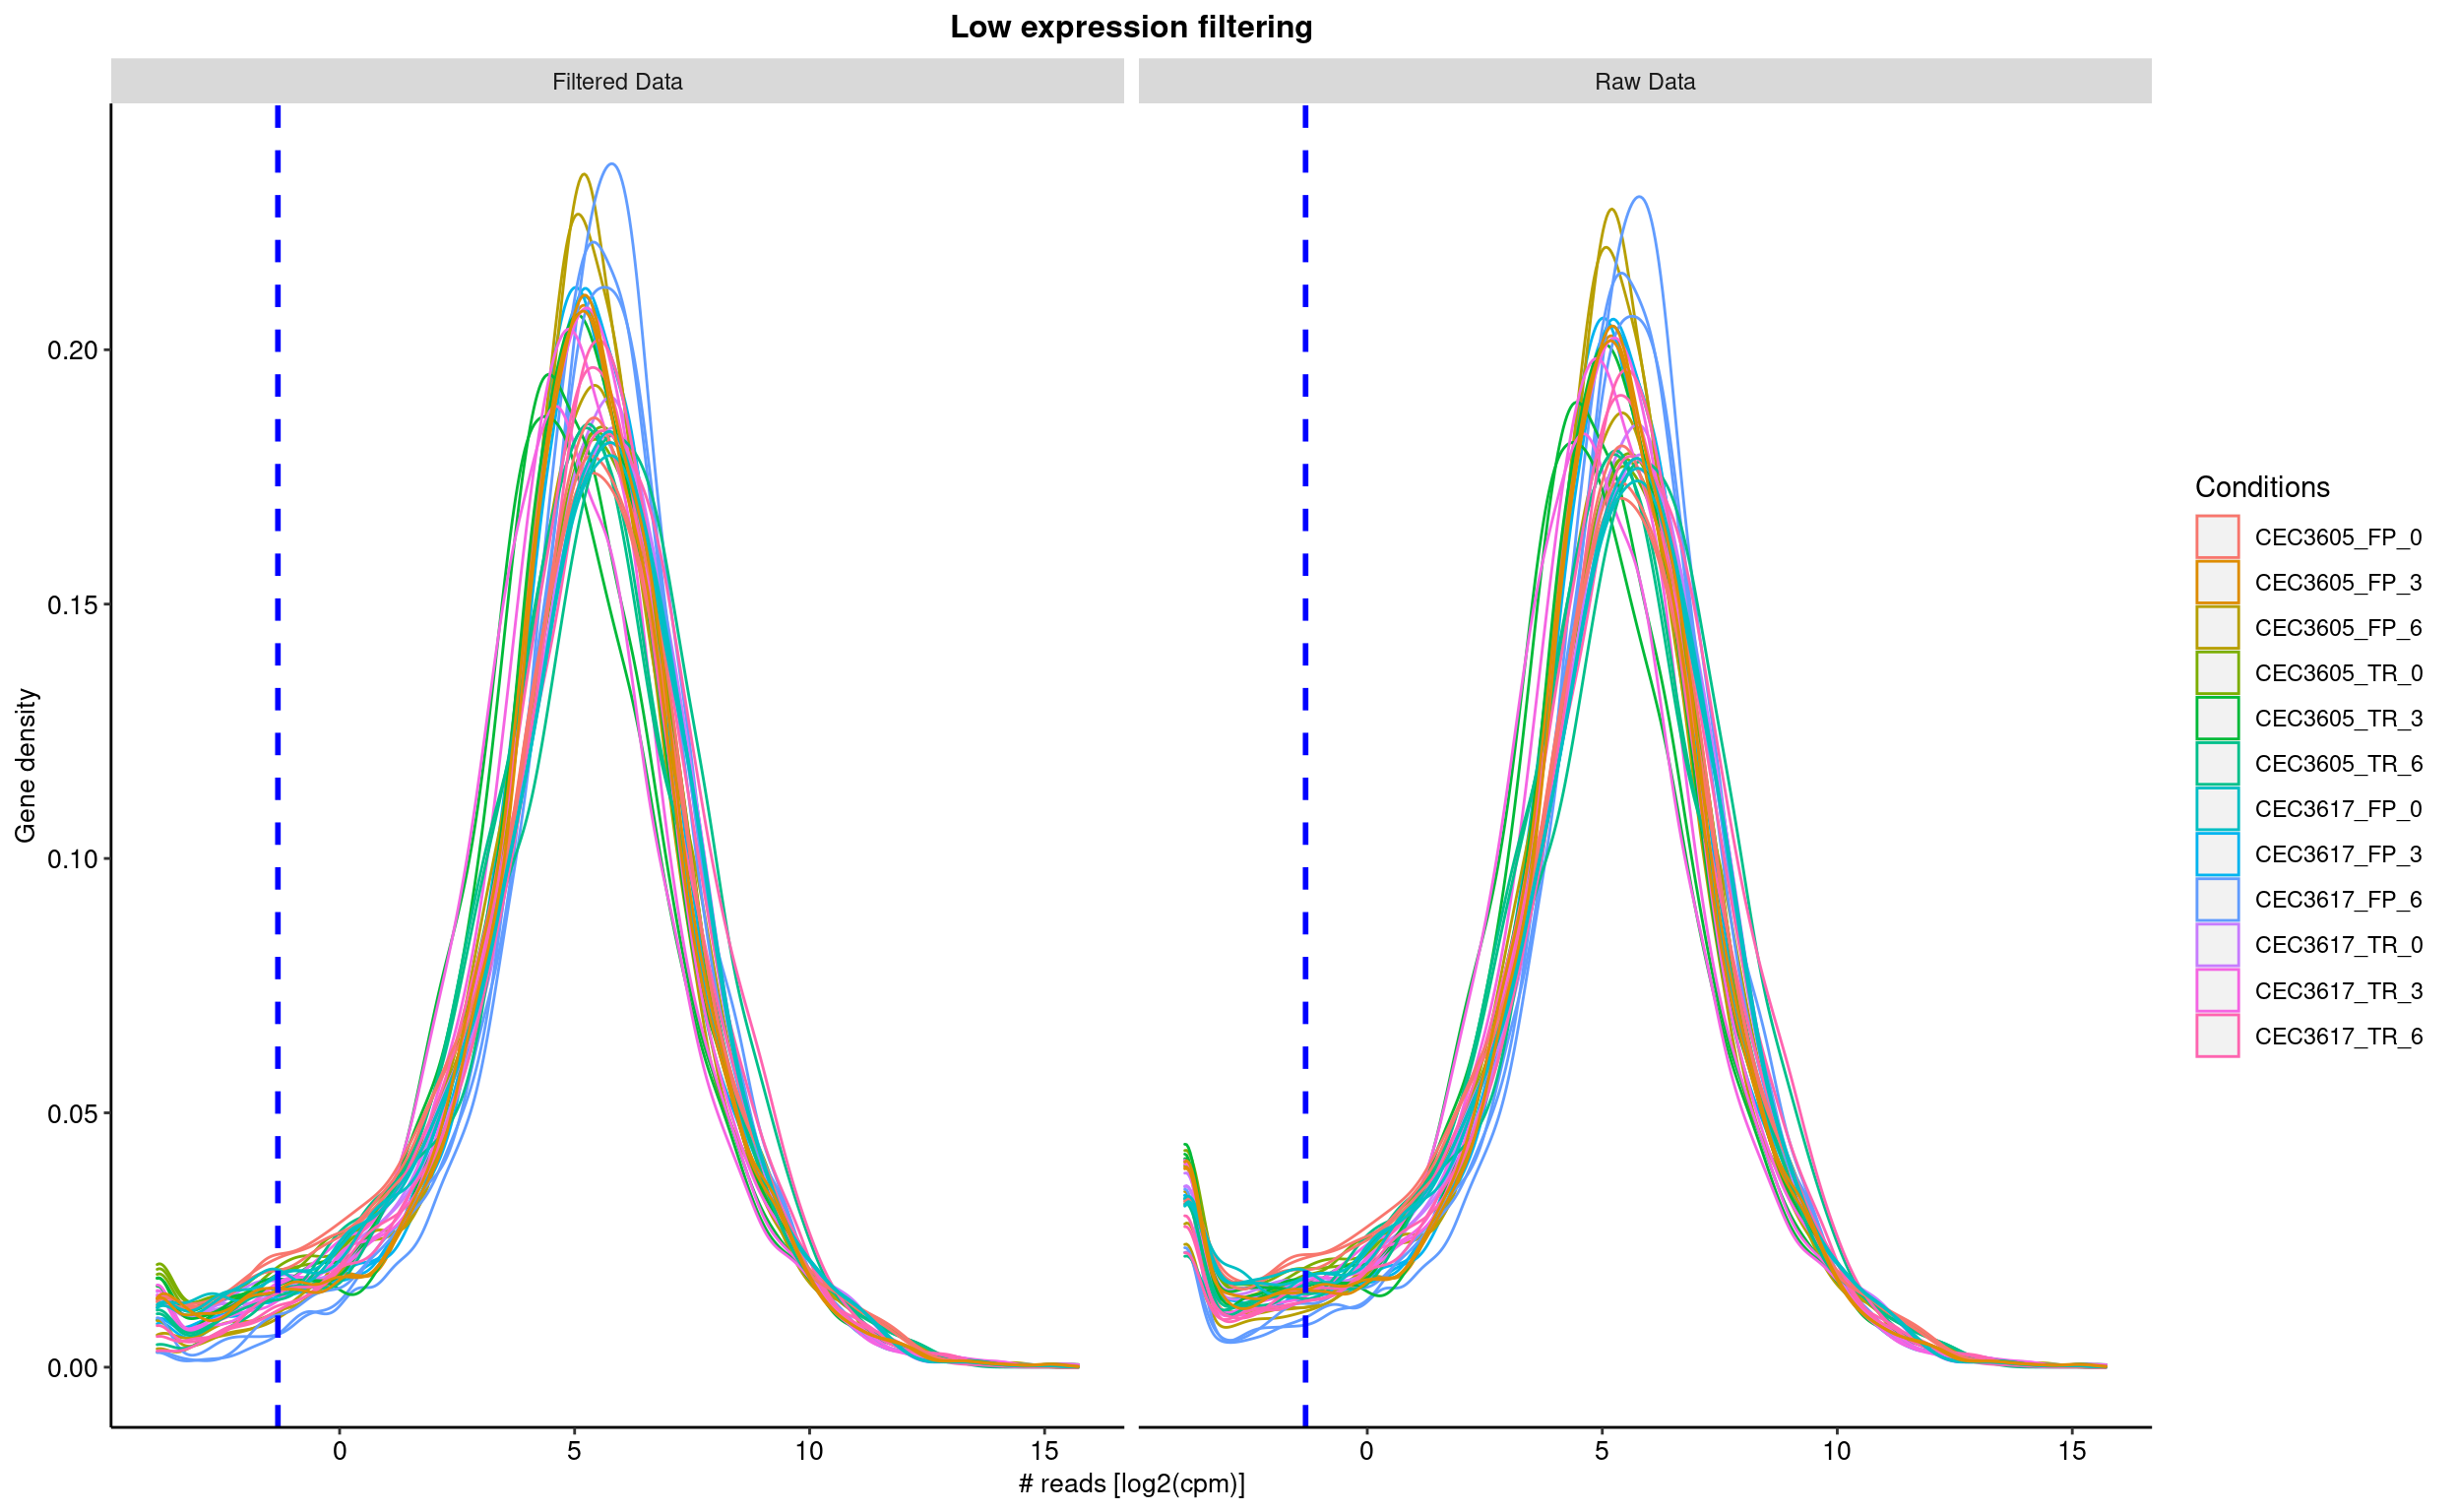 Low expression filtering
Filtered Data
Raw Data
Gene density
0.20
0.15
0.10
0.05
0.00
0 5 10 15
0 5 10 15
# reads [log2(cpm)]
Conditions
CEC3605_FP_0
CEC3605_FP_3
CEC3605_FP_6
CEC3605_TR_0
CEC3605_TR_3
CEC3605_TR_6
CEC3617_FP_0
CEC3617_FP_3
CEC3617_FP_6
CEC3617_TR_0
CEC3617_TR_3
CEC3617_TR_6